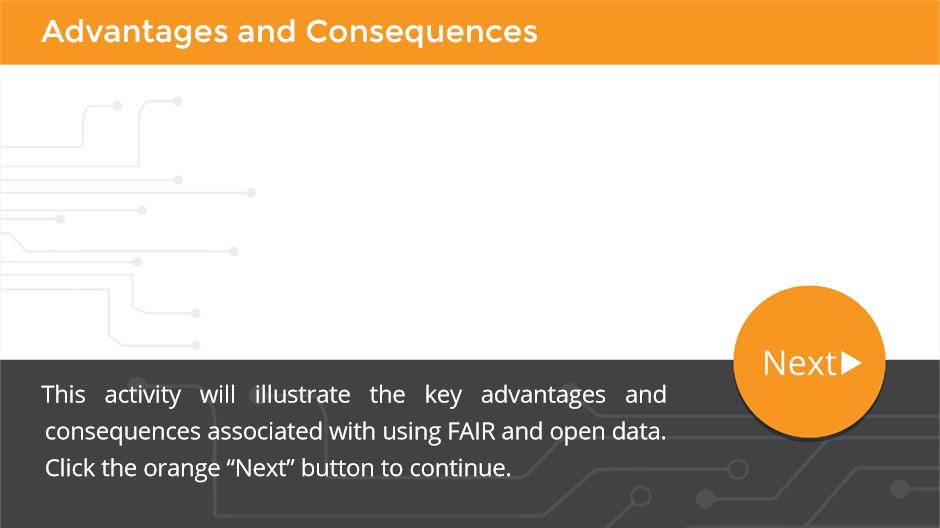 Advantages and Consequences
Next
This activity will illustrate the key advantages and
consequences associated with using FAIR and open data.
Click the orange “Next” button to continue.